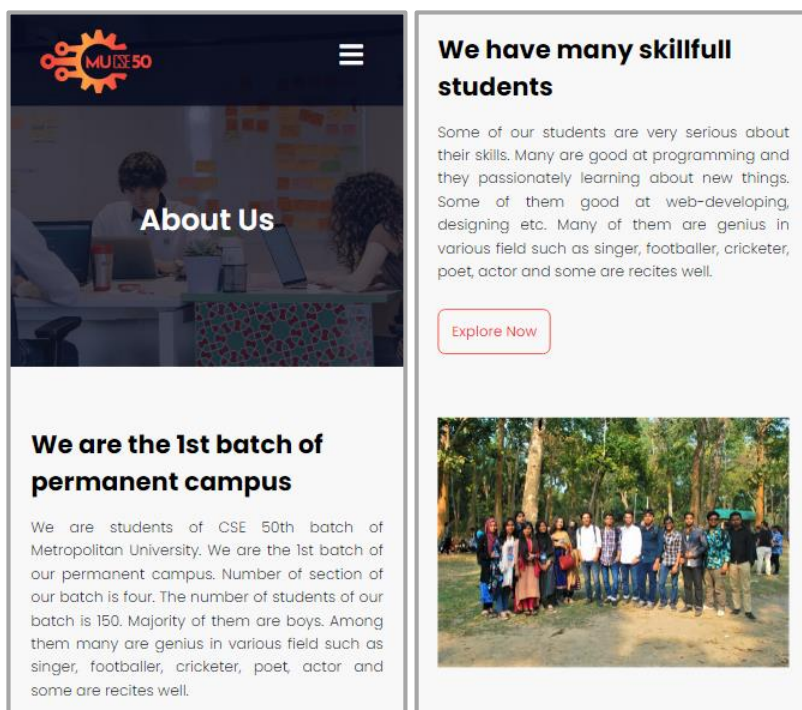 MU CSE 50
About Us
We are the 1st batch of
permanent campus
We are students of CSE 50th batch of
Metropolitan University. We are the 1st batch of
our permanent campus. Number of section of
our batch is four. The number of students of our
batch is 150. Majority of them are boys. Among
them many are genius in various field such as
singer, footballer, cricketer, poet, actor and
some are recites well.
We have many skillfull
students
Some of our students are very serious about
their skills. Many are good at programming and
they passionately learning about new things.
Some of them good at web-developing,
designing etc. Many of them are genius in
various field such as singer, footballer, cricketer,
poet, actor and some are recites well.
Explore Now